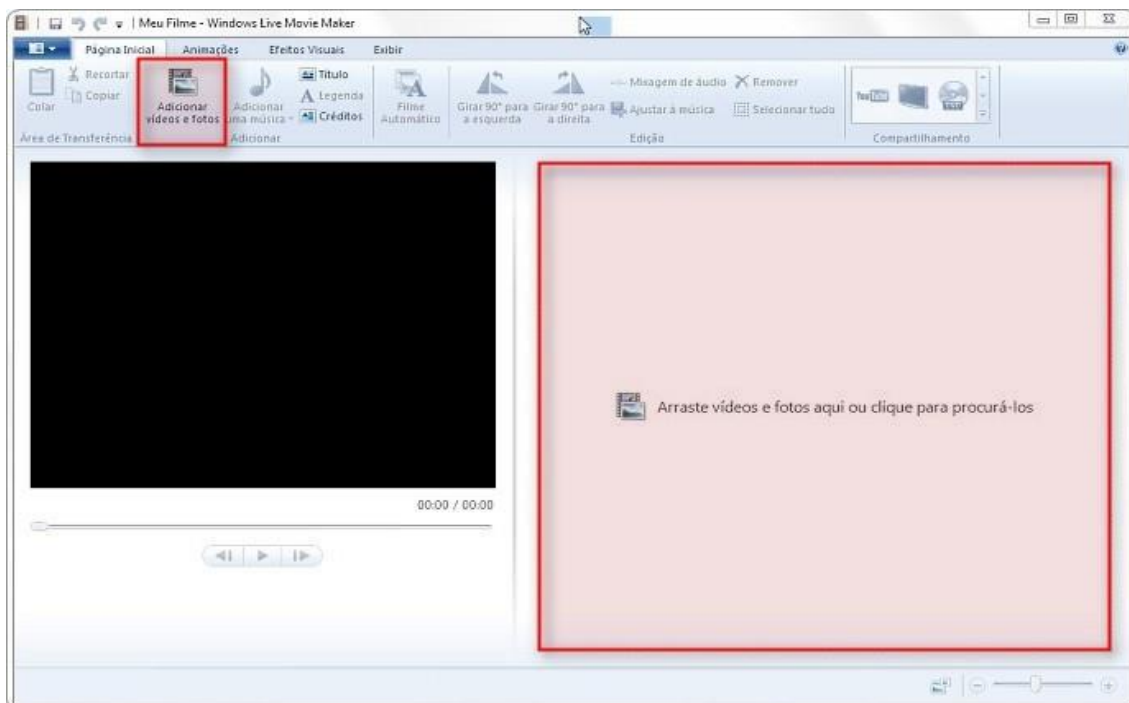 Meu Filme - Windows Live Movie Maker
Página Inicial Animações Efeitos Visuais Exibir
Colar
Recortar
Copiar
Área de Transferência
Adicionar
vídeos e fotos
Adicionar
uma música
Título
Legenda
Créditos
Adicionar
Filme
Automático
Girar 90° para
a esquerda
Girar 90° para
a direita
Mixagem de áudio
Ajustar à música
Remover
Selecionar tudo
Edição
YouTube
Compartilhamento
Arraste vídeos e fotos aqui ou clique para procurá-los
00:00 / 00:00